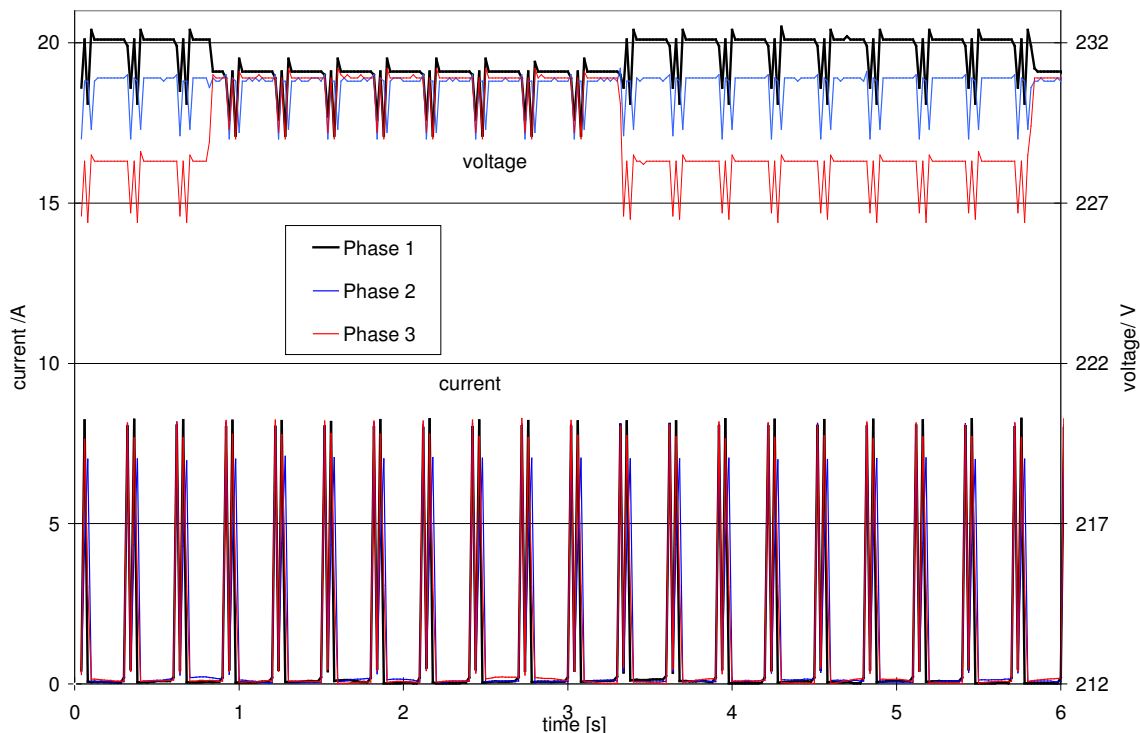 20
15
10
5
0
current /A
232
227
222
217
212
voltage/ V
voltage
Phase 1
Phase 2
Phase 3
current
0
1
2
3
4
5
6
time [s]